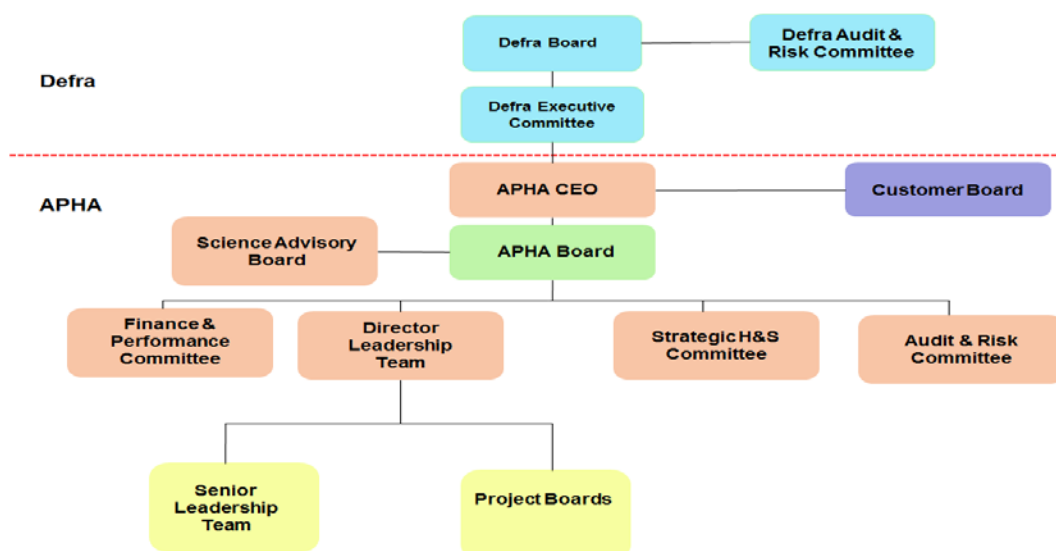 Defra Board
Defra Audit &
Risk Committee
Defra
Defra Executive
Committee
APHA CEO
Customer Board
APHA
Science Advisory
Board
APHA Board
Finance &
Performance
Committee
Director
Leadership
Team
Strategic H&S
Committee
Audit & Risk
Committee
Senior
Leadership
Team
Project Boards